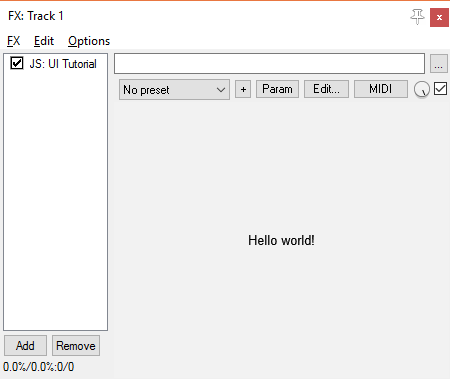 FX: Track 1
FX Edit Options
JS: UI Tutorial
...
No preset + Param Edit... MIDI
Hello world!
Add Remove
0.0%/0.0%:0/0